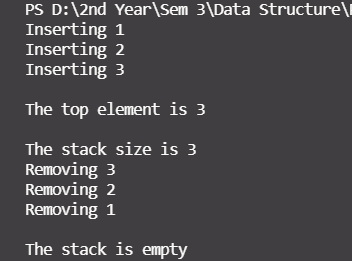 PS D:\2nd Year\Sem 3\Data Structure\
Inserting 1
Inserting 2
Inserting 3
The top element is 3
The stack size is 3
Removing 3
Removing 2
Removing 1
The stack is empty